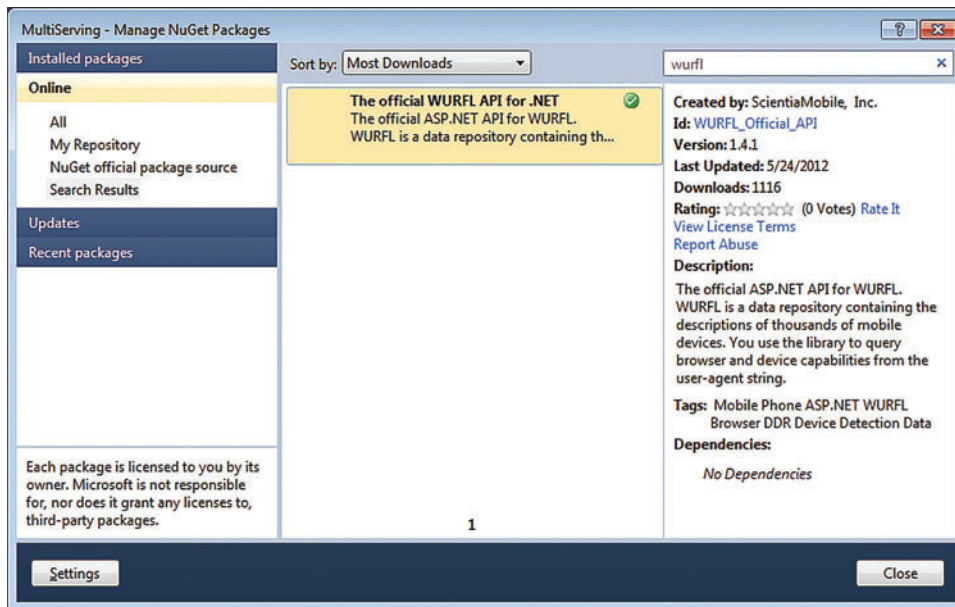 MultiServing - Manage NuGet Packages
Installed packages
Online
All
My Repository
NuGet official package source
Search Results
Updates
Recent packages
Each package is licensed to you by its
owner. Microsoft is not responsible
for, nor does it grant any licenses to,
third-party packages.
Settings
Sort by: Most Downloads
The official WURFL API for .NET
The official ASP.NET API for WURFL.
WURFL is a data repository containing th...
1
wurfl
Created by: ScientiaMobile, Inc.
Id: WURFL_Official_API
Version: 1.4.1
Last Updated: 5/24/2012
Downloads: 1116
Rating: (0 Votes) Rate It
View License Terms
Report Abuse
Description:
The official ASP.NET API for WURFL.
WURFL is a data repository containing the
descriptions of thousands of mobile
devices. You use the library to query
browser and device capabilities from the
user-agent string.
Tags: Mobile Phone ASP.NET WURFL
Browser DDR Device Detection Data
Dependencies:
No Dependencies
Close